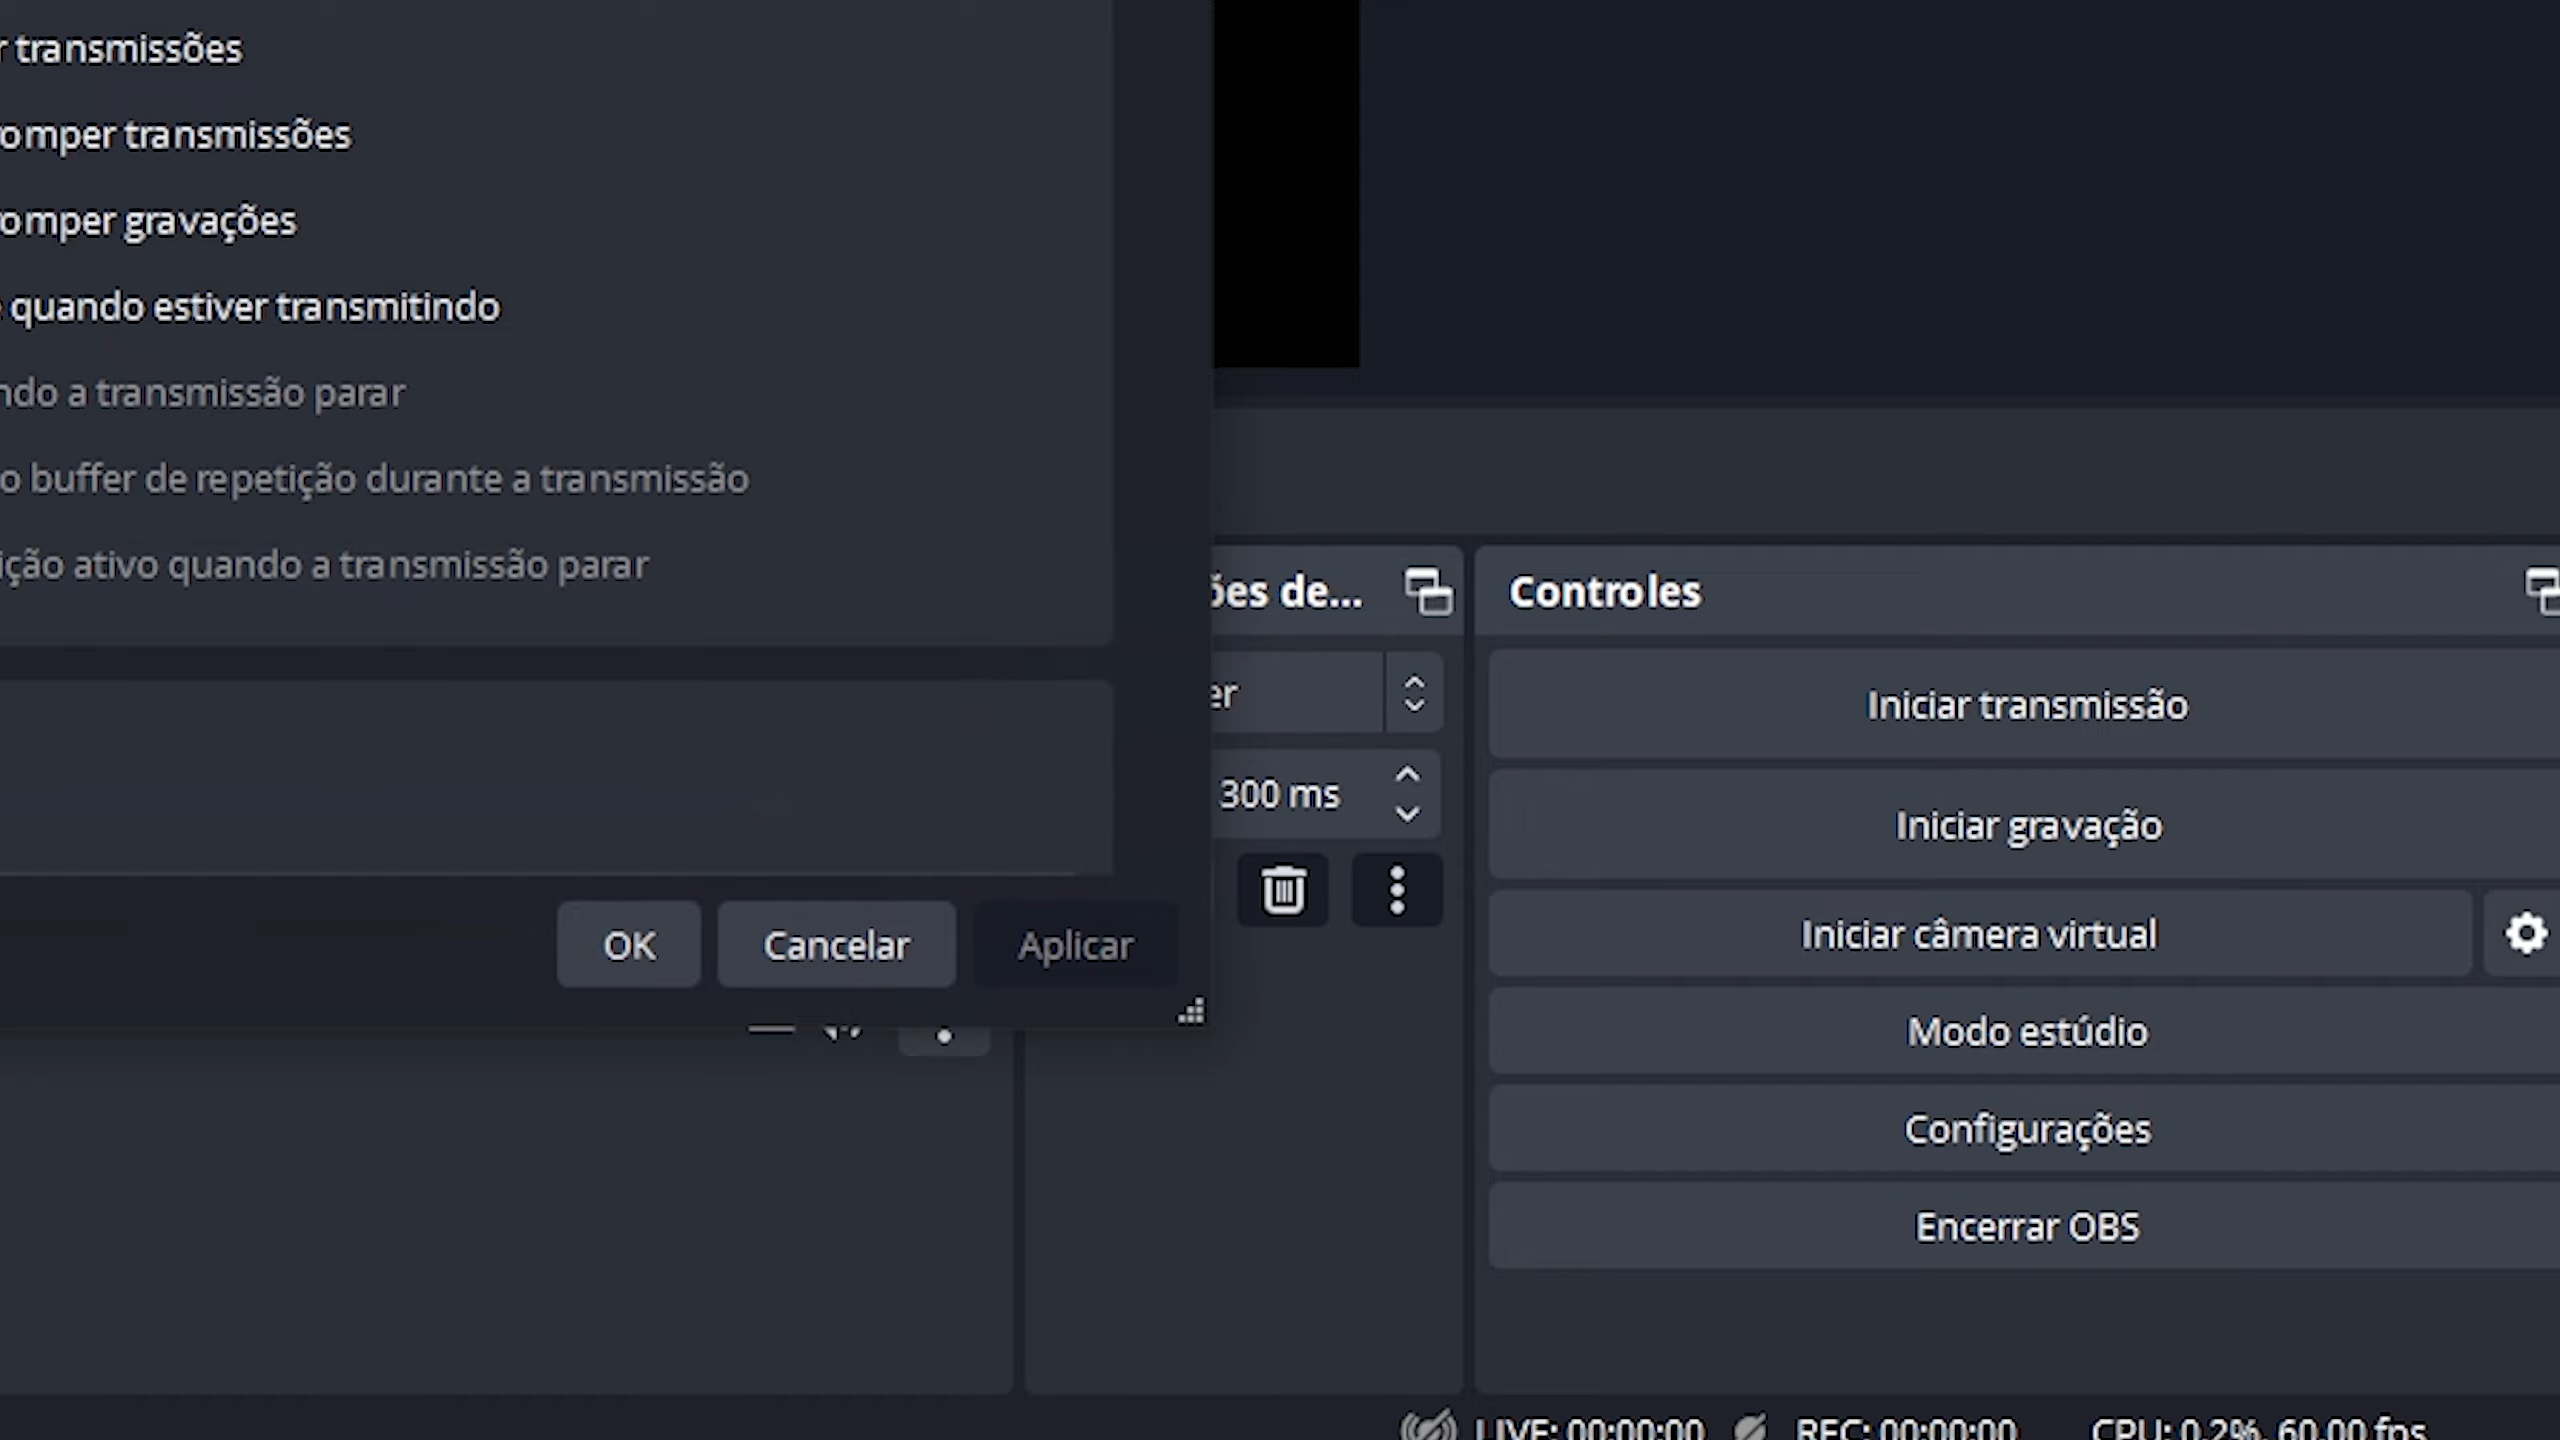 transmissões
omper transmissões
omper gravações
quando estiver transmitindo
ndo a transmissão parar
o buffer de repetição durante a transmissão
ição ativo quando a transmissão parar
OK
Cancelar
Aplicar
ões de...
er
300 ms
Controles
Iniciar transmissão
Iniciar gravação
Iniciar câmera virtual
Modo estúdio
Configurações
Encerrar OBS
LIVE: 00:00:00
REC: 00:00:00
CPU: 0.2%, 60.00 fps